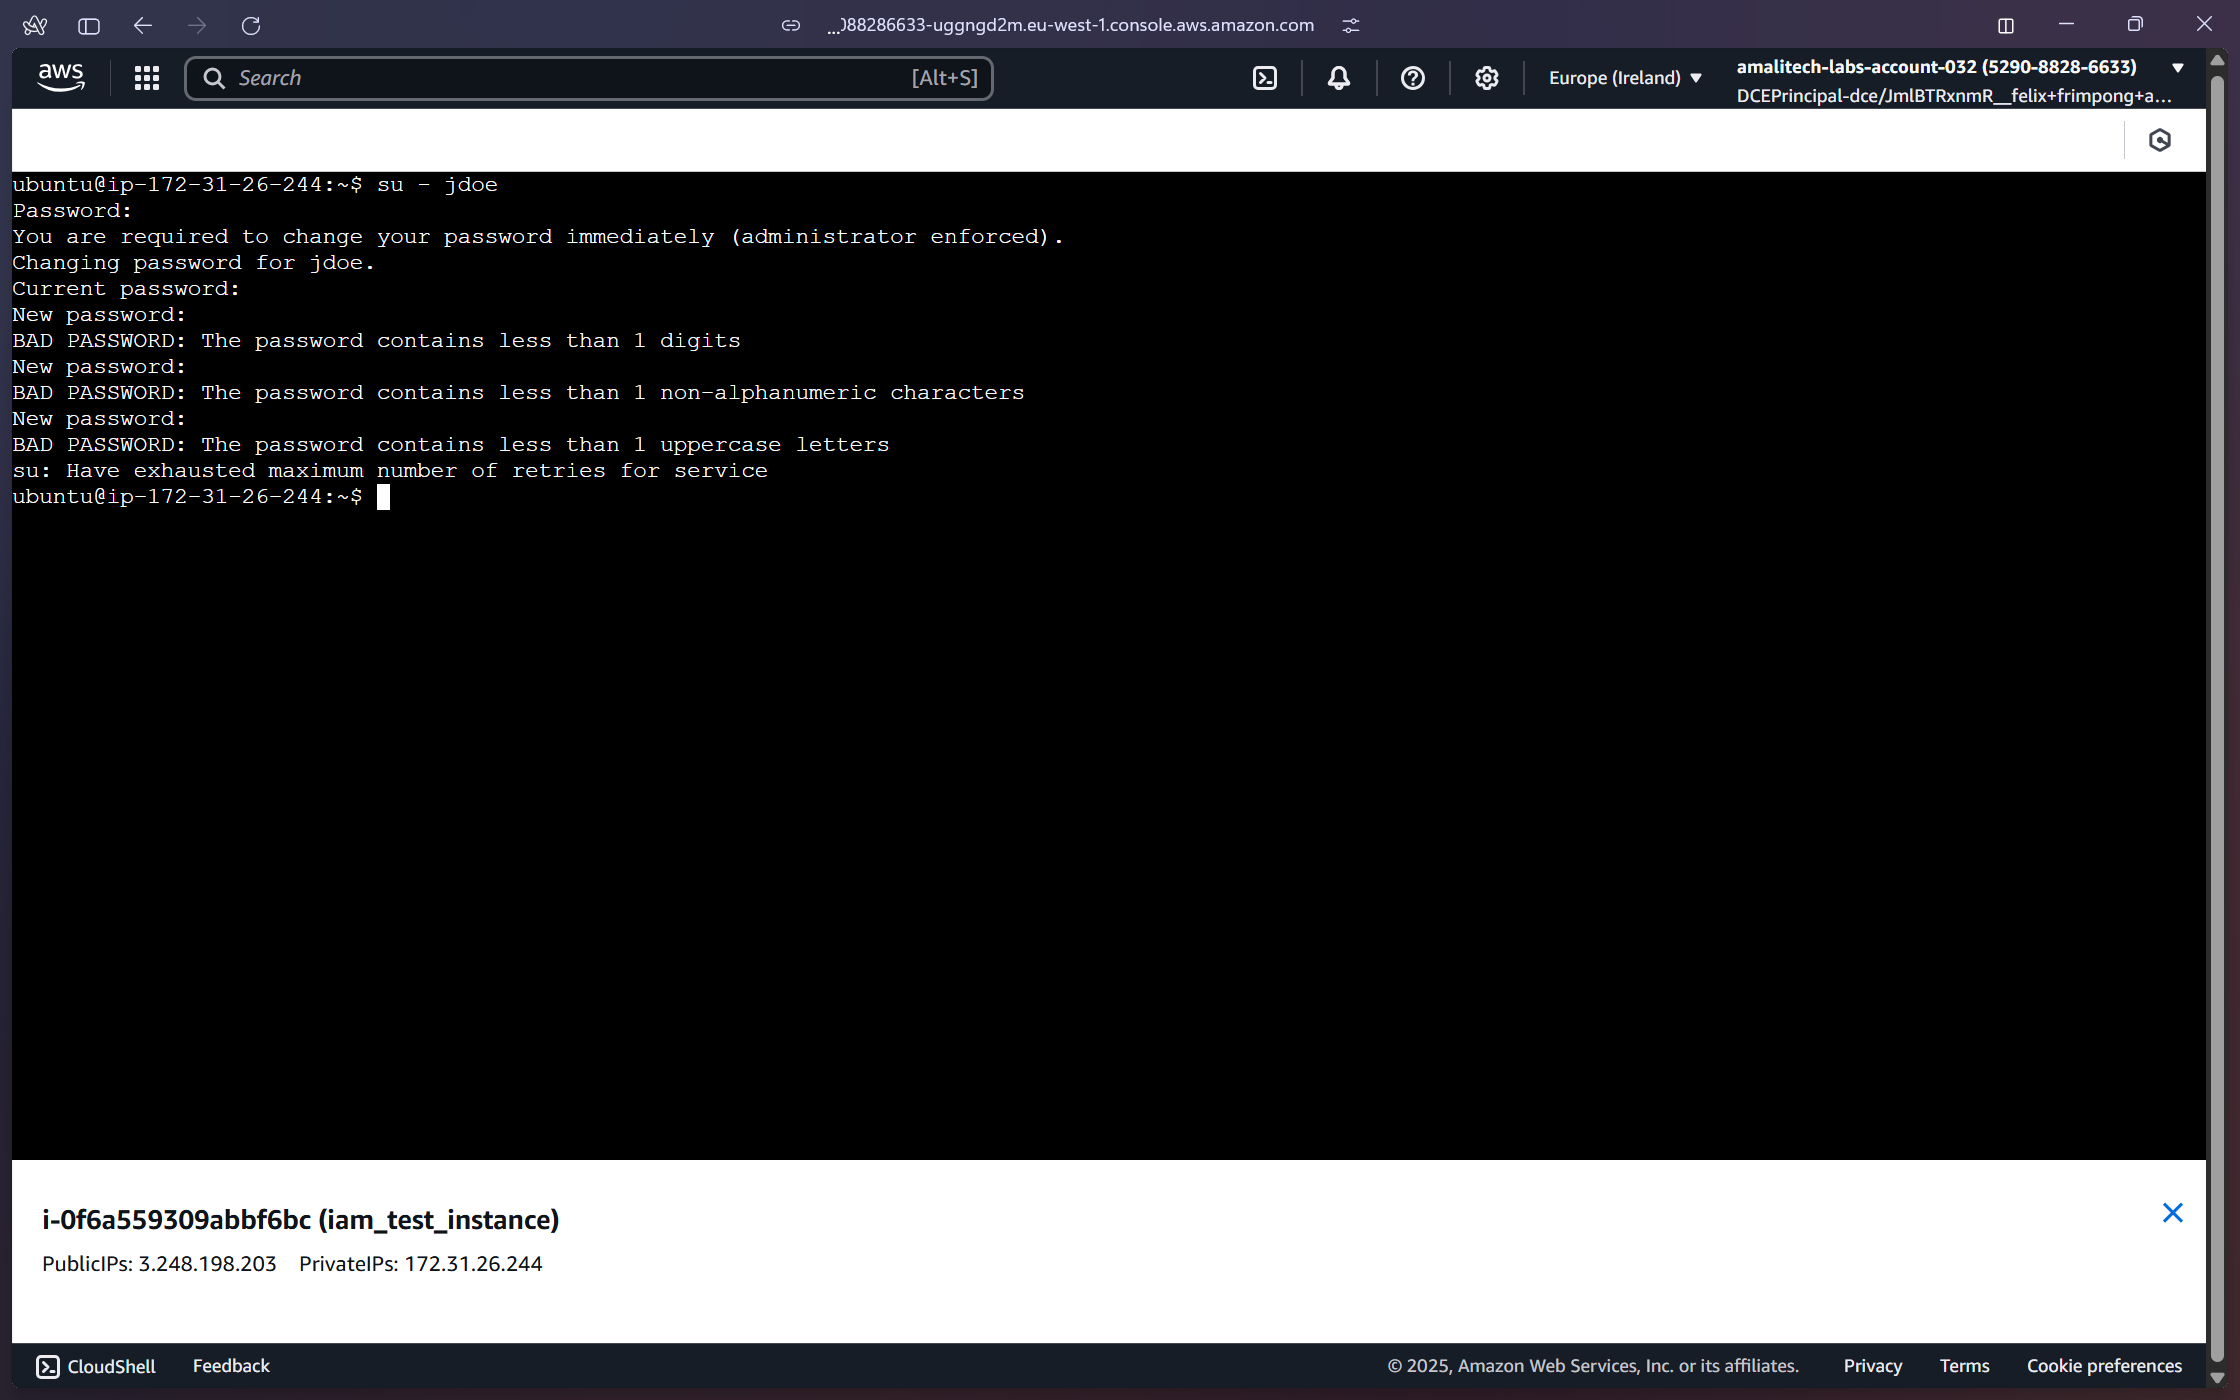 ...)88286633-uggngd2m.eu-west-1.console.aws.amazon.com
aws
Search
[Alt+S]
Europe (Ireland)
amalitech-labs-account-032 (5290-8828-6633)
DCEPrincipal-dce/JmlBTRxnmR__felix+frimpong+a...
ubuntu@ip-172-31-26-244:~$ su - jdoe
Password:
You are required to change your password immediately (administrator enforced).
Changing password for jdoe.
Current password:
New password:
BAD PASSWORD: The password contains less than 1 digits
New password:
BAD PASSWORD: The password contains less than 1 non-alphanumeric characters
New password:
BAD PASSWORD: The password contains less than 1 uppercase letters
su: Have exhausted maximum number of retries for service
ubuntu@ip-172-31-26-244:~$
i-0f6a559309abbf6bc (iam_test_instance)
PublicIPs: 3.248.198.203 PrivateIPs: 172.31.26.244
CloudShell Feedback
© 2025, Amazon Web Services, Inc. or its affiliates. Privacy Terms Cookie preferences